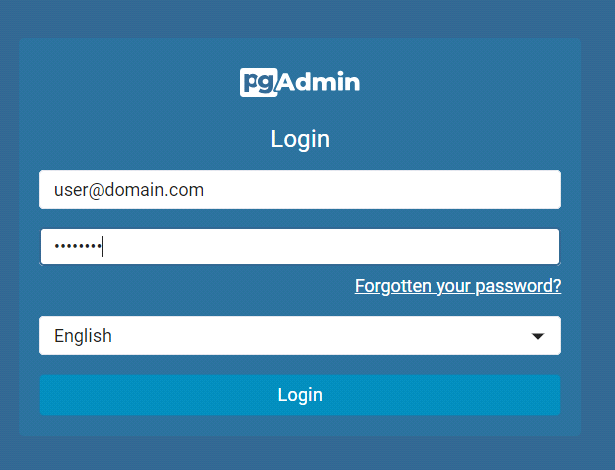 pgAdmin
Login
user@domain.com
••••••••
Forgotten your password?
English
Login